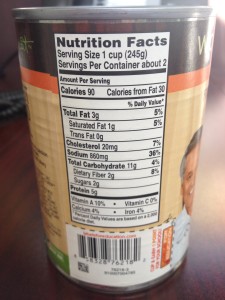 Nutrition Facts
Serving Size 1 cup (245g)
Servings Per Container about 2
Amount Per Serving
Calories 90 Calories from Fat 30
% Daily Value*
Total Fat 3g 5%
Saturated Fat 1g 5%
Trans Fat 0g
Cholesterol 20mg 7%
Sodium 860mg 36%
Total Carbohydrate 11g 4%
Dietary Fiber 2g 8%
Sugars 2g
Protein 5g
Vitamin A 10% • Vitamin C 0%
Calcium 4% • Iron 4%